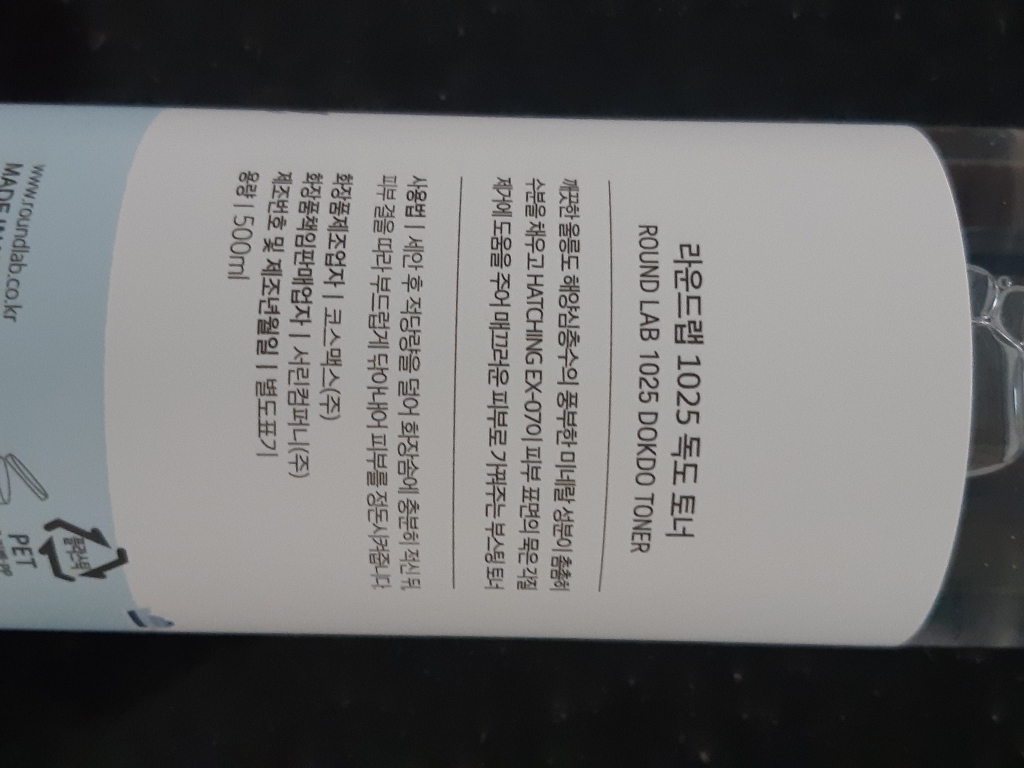 라운드랩 1025 독도 토너
ROUND LAB 1025 DOKDO TONER
깨끗한 울릉도 해양심층수의 풍부한 미네랄 성분이 촘촘히
수분을 채우고 HATCHING EX-07이 피부 표면의 묵은 각질
제거에 도움을 주어 매끄러운 피부로 가꿔주는 부스팅 토너
사용법 | 세안 후 적당량을 덜어 화장솜에 충분히 적신 뒤,
피부 결을 따라 부드럽게 닦아내어 피부를 정돈시켜줍니다.
화장품제조업자 | 코스맥스(주)
화장품책임판매업자 | 서린컴퍼니(주)
제조번호 및 제조년월일 | 별도표기
용량 | 500ml
www.roundlab.co.kr
MADE IN
플라스틱
PET